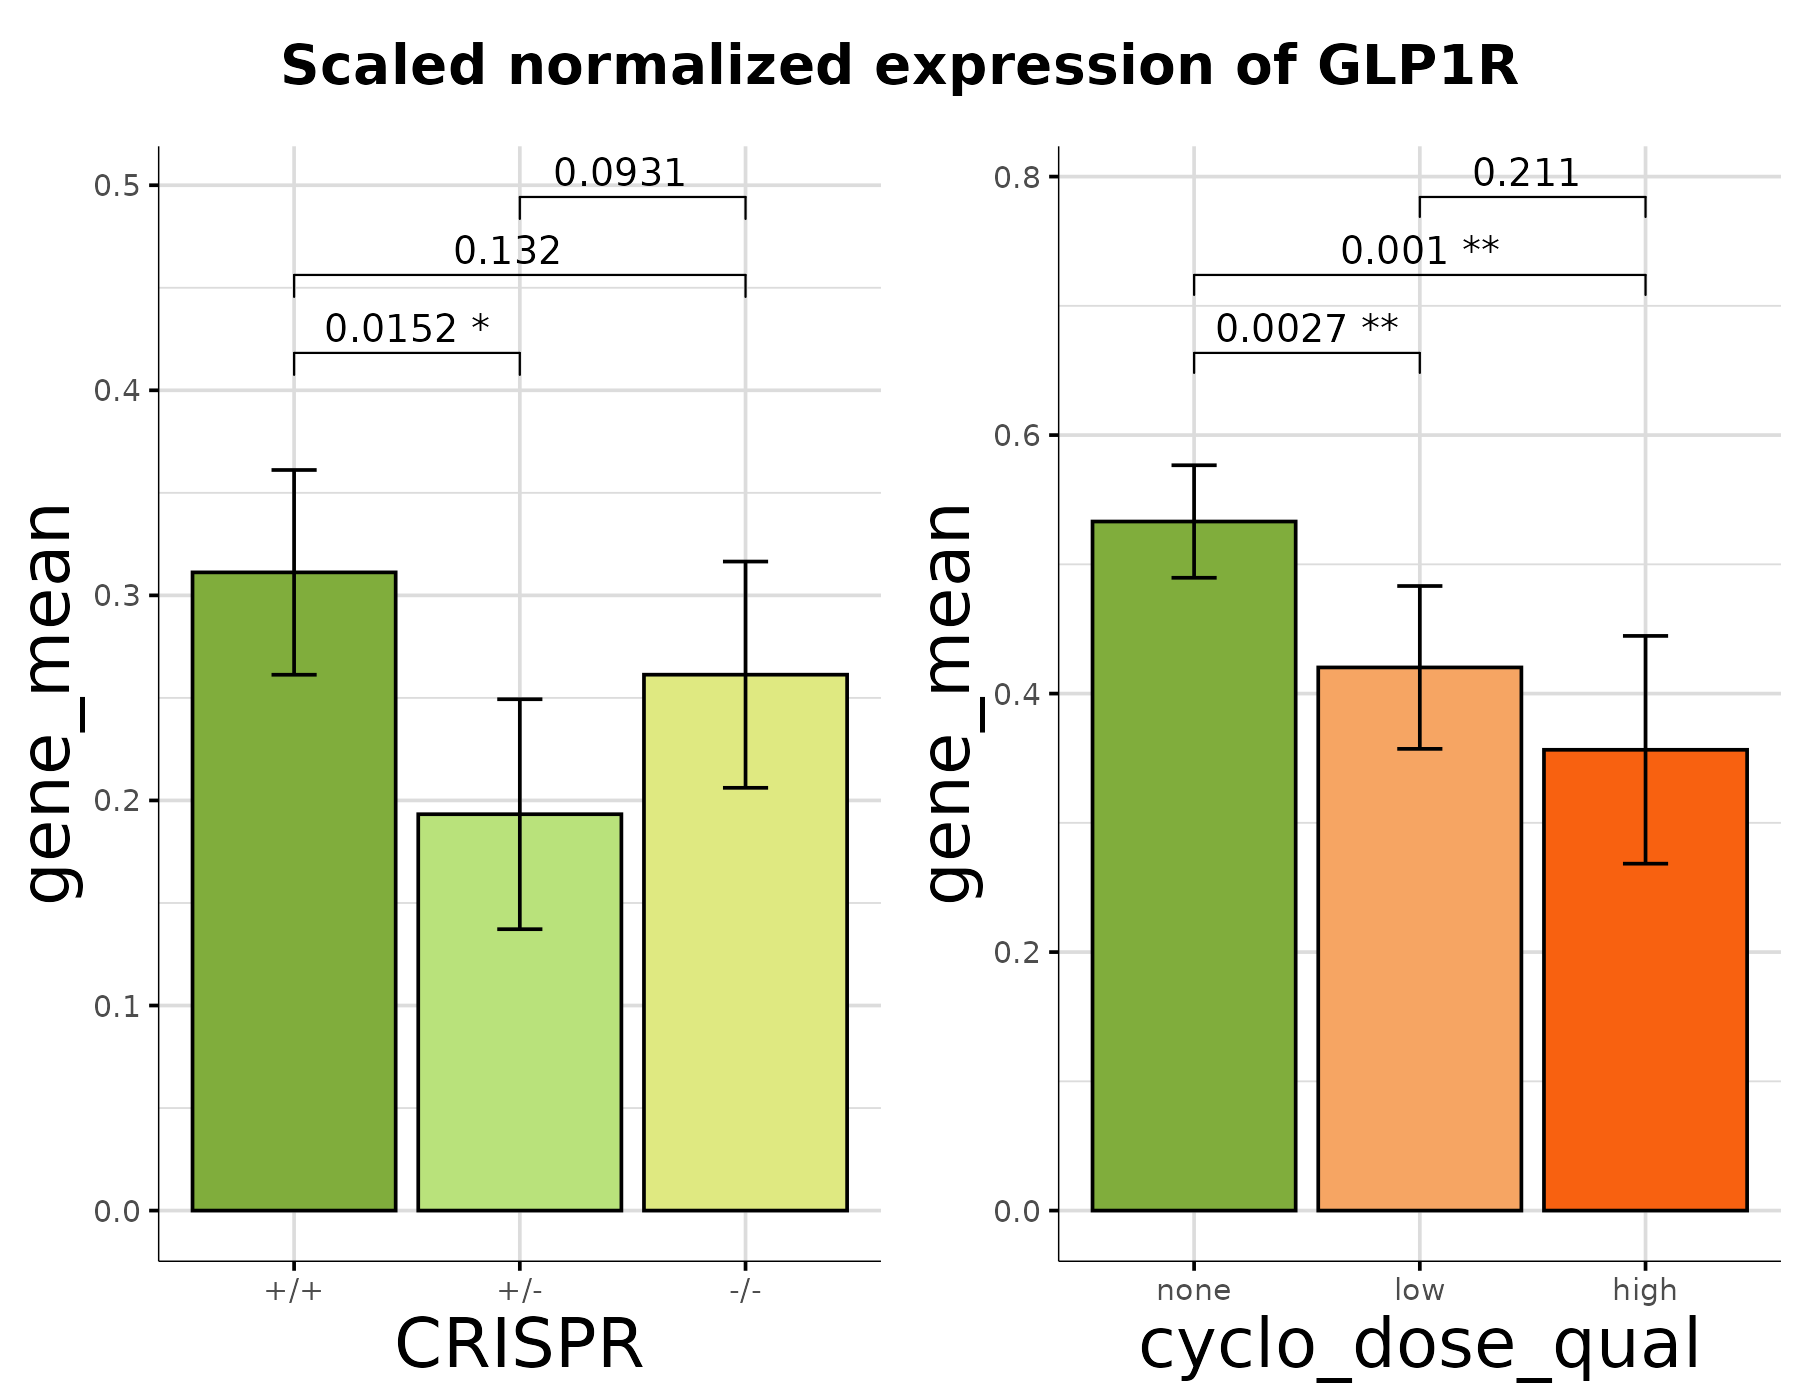 Scaled normalized expression of GLP1R
gene_mean
0.5
0.4
0.3
0.2
0.1
0.0
0.0931
0.132
0.0152 *
+/+
+/-
-/-
CRISPR
gene_mean
0.8
0.6
0.4
0.2
0.0
0.211
0.001 **
0.0027 **
none
low
high
cyclo_dose_qual